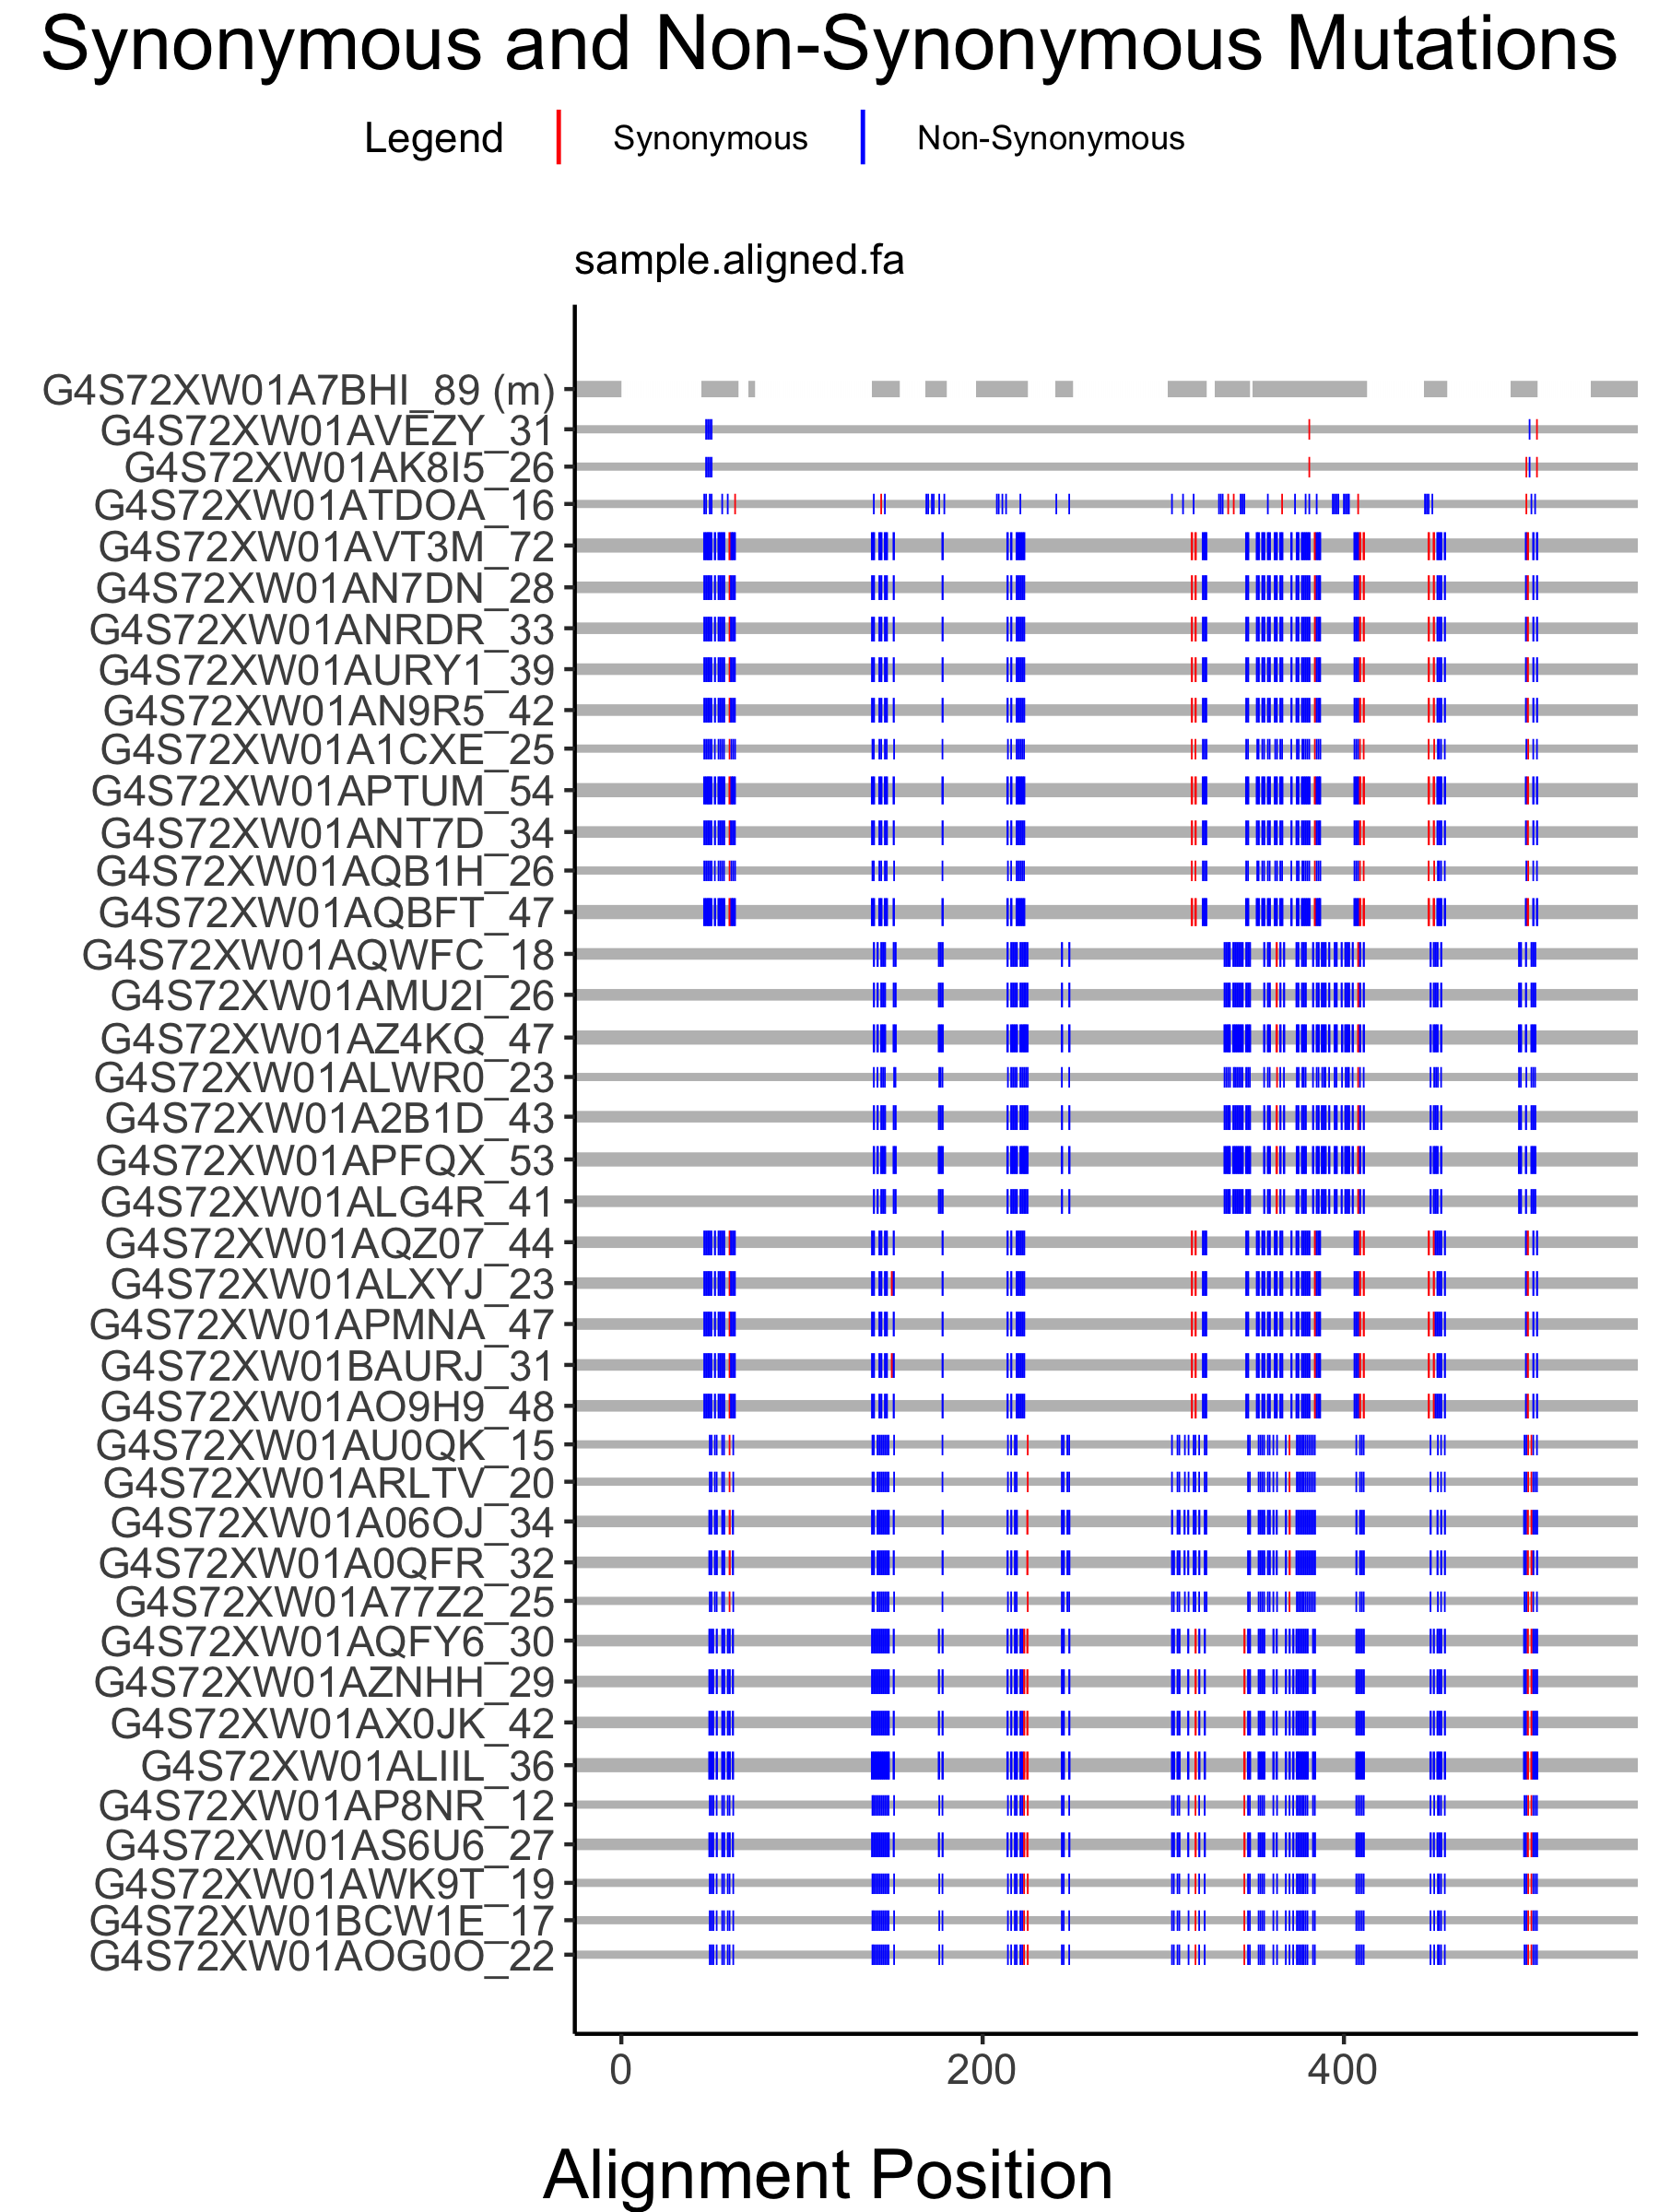 Synonymous and Non-Synonymous Mutations
Legend Synonymous Non-Synonymous
sample.aligned.fa
G4S72XW01A7BHI_89 (m)
G4S72XW01AVEZY_31
G4S72XW01AK8I5_26
G4S72XW01ATDOA_16
G4S72XW01AVT3M_72
G4S72XW01AN7DN_28
G4S72XW01ANRDR_33
G4S72XW01AURY1_39
G4S72XW01AN9R5_42
G4S72XW01A1CXE_25
G4S72XW01APTUM_54
G4S72XW01ANT7D_34
G4S72XW01AQB1H_26
G4S72XW01AQBFT_47
G4S72XW01AQWFC_18
G4S72XW01AMU2I_26
G4S72XW01AZ4KQ_47
G4S72XW01ALWR0_23
G4S72XW01A2B1D_43
G4S72XW01APFQX_53
G4S72XW01ALG4R_41
G4S72XW01AQZ07_44
G4S72XW01ALXYJ_23
G4S72XW01APMNA_47
G4S72XW01BAURJ_31
G4S72XW01AO9H9_48
G4S72XW01AU0QK_15
G4S72XW01ARLTV_20
G4S72XW01A06OJ_34
G4S72XW01A0QFR_32
G4S72XW01A77Z2_25
G4S72XW01AQFY6_30
G4S72XW01AZNHH_29
G4S72XW01AX0JK_42
G4S72XW01ALIIL_36
G4S72XW01AP8NR_12
G4S72XW01AS6U6_27
G4S72XW01AWK9T_19
G4S72XW01BCW1E_17
G4S72XW01AOG0O_22
0 200 400
Alignment Position